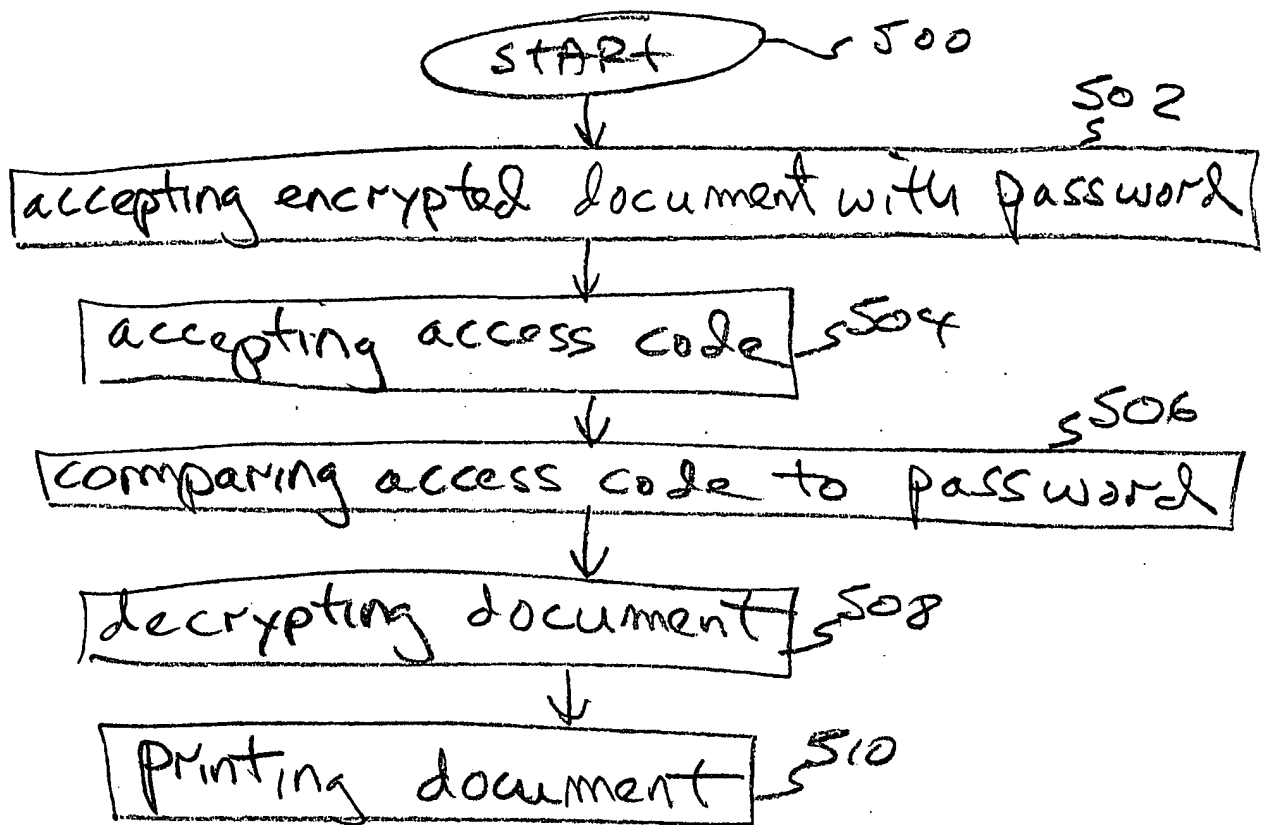 stARt 500
502
accepting encrypted document with password
accepting access code 504
506
comparing access code to password
decrypting document 508
printing document 510